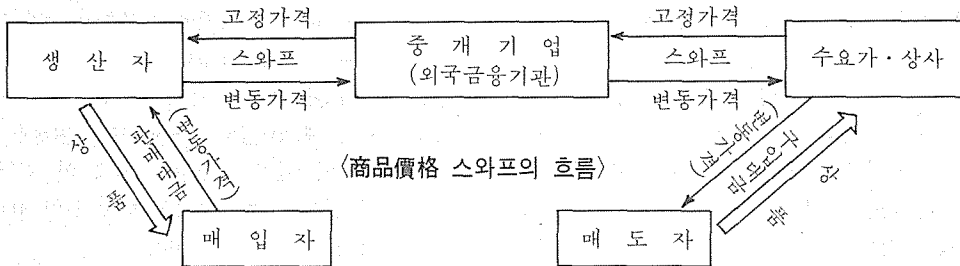 고정가격
고정가격
생 산 자
스와프
중 개 기 업
(외국금융기관)
스와프
수요가·상사
변동가격
변동가격
상 품
판매대금
(변동가격)
〈商品價格 스와프의 흐름〉
(변동가격)
구입대금
상 품
매 입 자
매 도 자